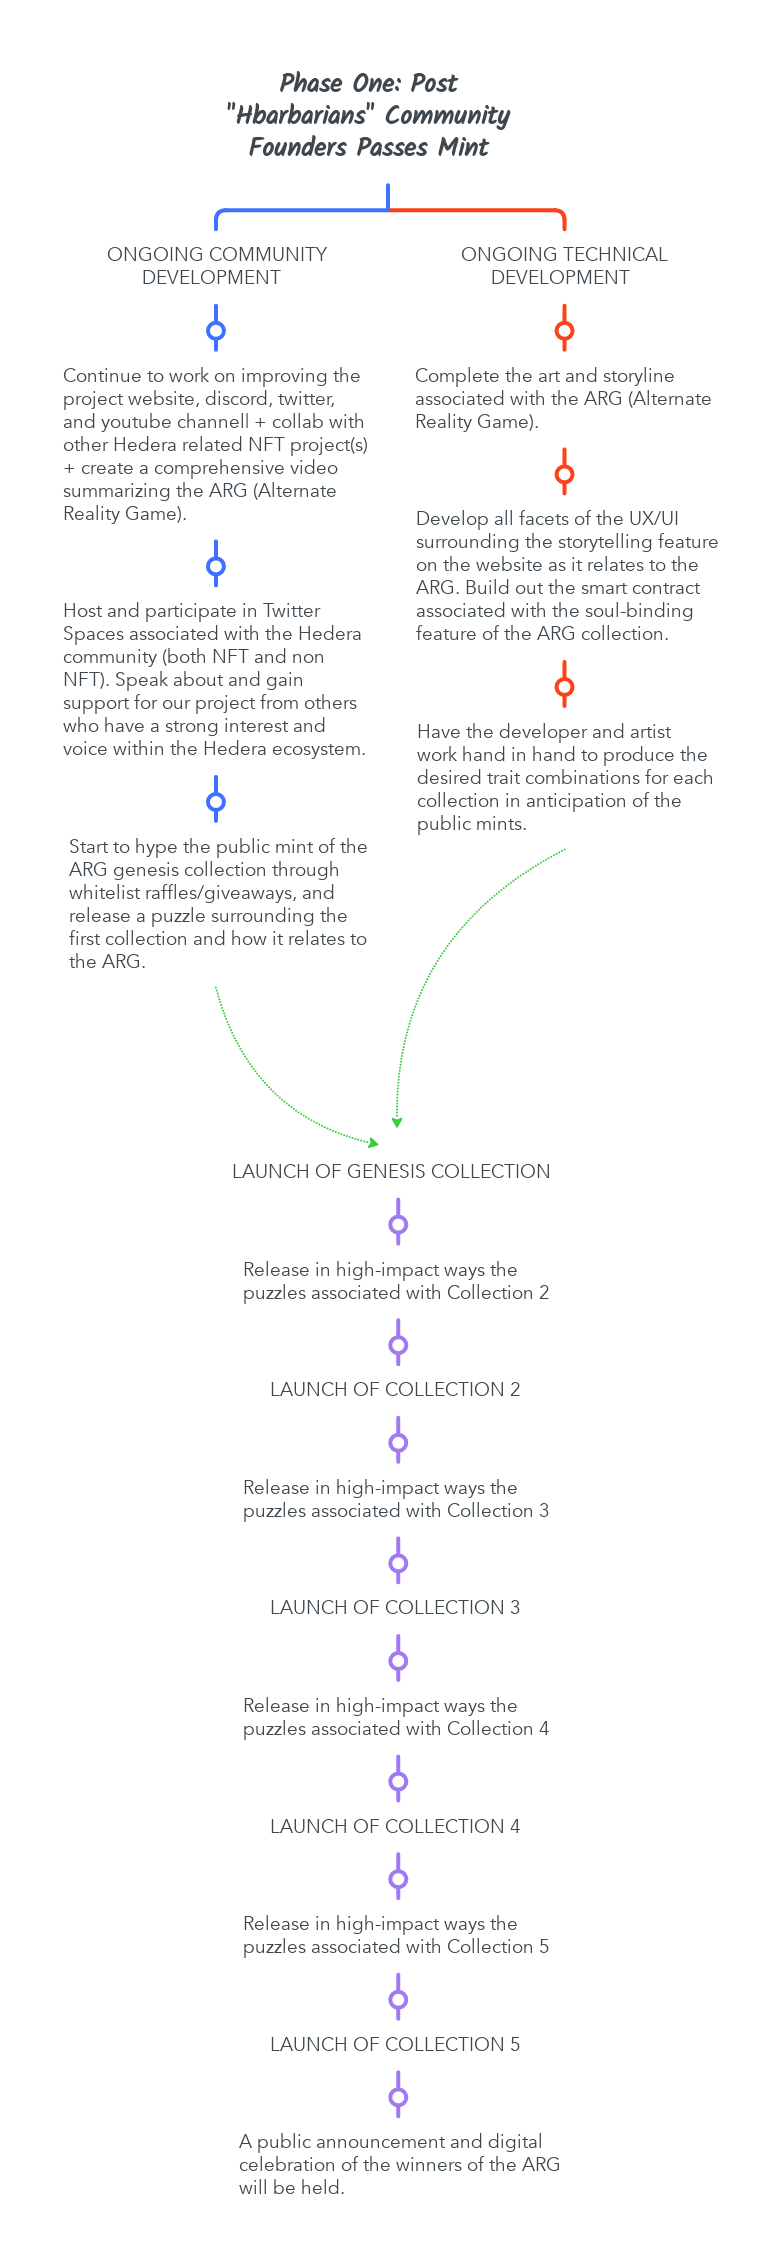 Phase One: Post
"Hbarbarians" Community
Founders Passes Mint
ONGOING COMMUNITY
DEVELOPMENT
Continue to work on improving the
project website, discord, twitter,
and youtube channell + collab with
other Hedera related NFT project(s)
+ create a comprehensive video
summarizing the ARG (Alternate
Reality Game).
Host and participate in Twitter
Spaces associated with the Hedera
community (both NFT and non
NFT). Speak about and gain
support for our project from others
who have a strong interest and
voice within the Hedera ecosystem.
Start to hype the public mint of the
ARG genesis collection through
whitelist raffles/giveaways, and
release a puzzle surrounding the
first collection and how it relates to
the ARG.
ONGOING TECHNICAL
DEVELOPMENT
Complete the art and storyline
associated with the ARG (Alternate
Reality Game).
Develop all facets of the UX/UI
surrounding the storytelling feature
on the website as it relates to the
ARG. Build out the smart contract
associated with the soul-binding
feature of the ARG collection.
Have the developer and artist
work hand in hand to produce the
desired trait combinations for each
collection in anticipation of the
public mints.
LAUNCH OF GENESIS COLLECTION
Release in high-impact ways the
puzzles associated with Collection 2
LAUNCH OF COLLECTION 2
Release in high-impact ways the
puzzles associated with Collection 3
LAUNCH OF COLLECTION 3
Release in high-impact ways the
puzzles associated with Collection 4
LAUNCH OF COLLECTION 4
Release in high-impact ways the
puzzles associated with Collection 5
LAUNCH OF COLLECTION 5
A public announcement and digital
celebration of the winners of the ARG
will be held.